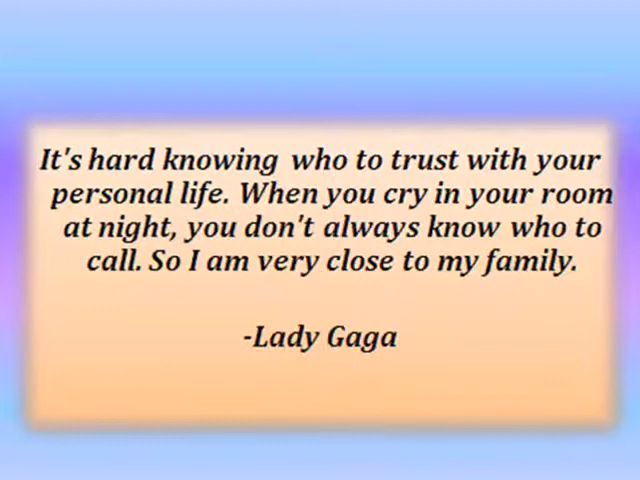 It's hard knowing who to trust with your
personal life. When you cry in your room
at night, you don't always know who to
call. So I am very close to my family.
-Lady Gaga